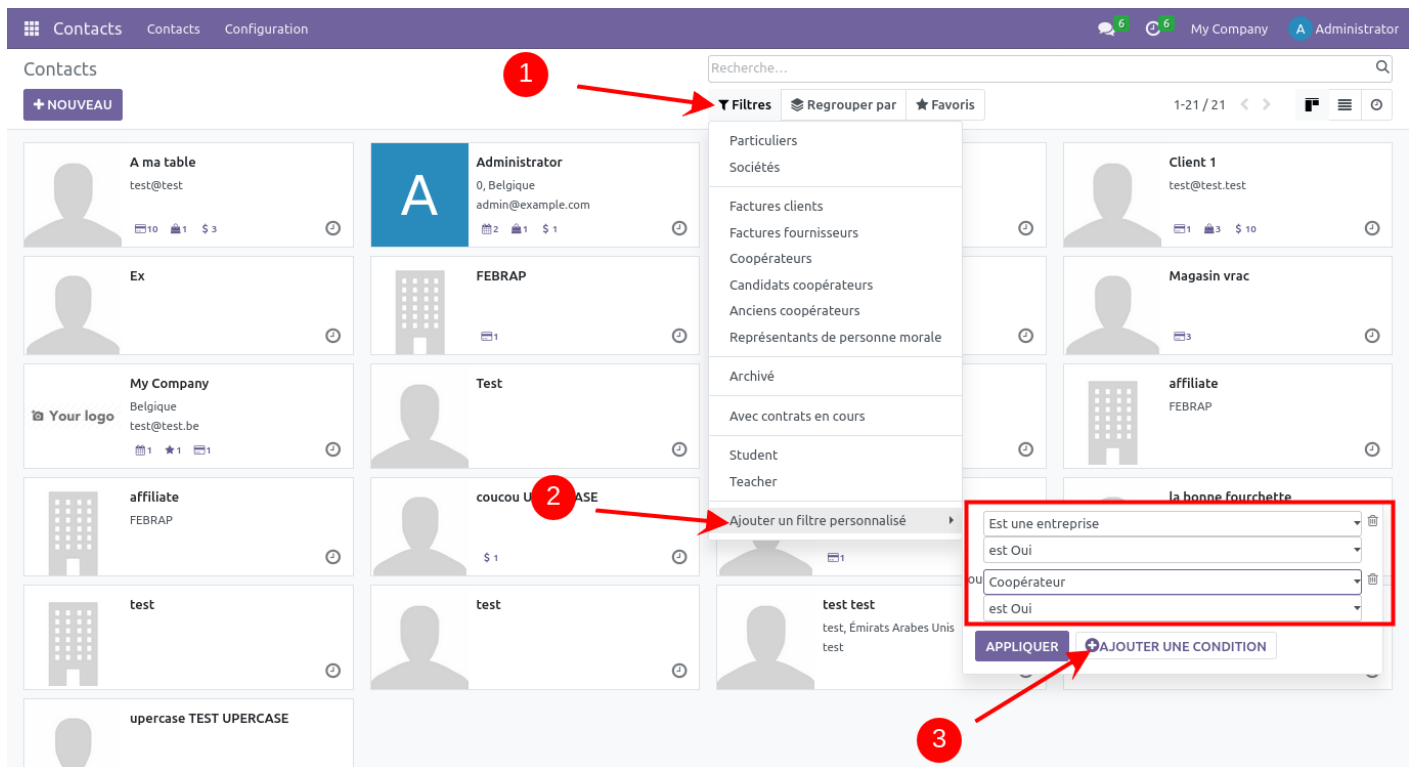 Contacts Contacts Configuration 6 6 My Company A Administrator
Contacts
Recherche...
1
+ NOUVEAU
Filtres Regrouper par Favoris
1-21 / 21
Particuliers
Sociétés
Factures clients
Factures fournisseurs
Coopérateurs
Candidats coopérateurs
Anciens coopérateurs
Représentants de personne morale
Archivé
Avec contrats en cours
Student
Teacher
Ajouter un filtre personnalisé
A ma table
test@test
10 1 $ 3
A
Administrator
0, Belgique
admin@example.com
2 1 $ 1
Client 1
test@test.test
1 3 $ 10
Ex
FEBRAP
1
Magasin vrac
3
Your logo
My Company
Belgique
test@test.be
1 1 1
Test
affiliate
FEBRAP
affiliate
FEBRAP
coucou U ASE
$ 1
2
1
la bonne fourchette
Est une entreprise
est Oui
ou Coopérateur
est Oui
APPLIQUER AJOUTER UNE CONDITION
test
test
test test
test, Émirats Arabes Unis
test
3
upercase TEST UPERCASE